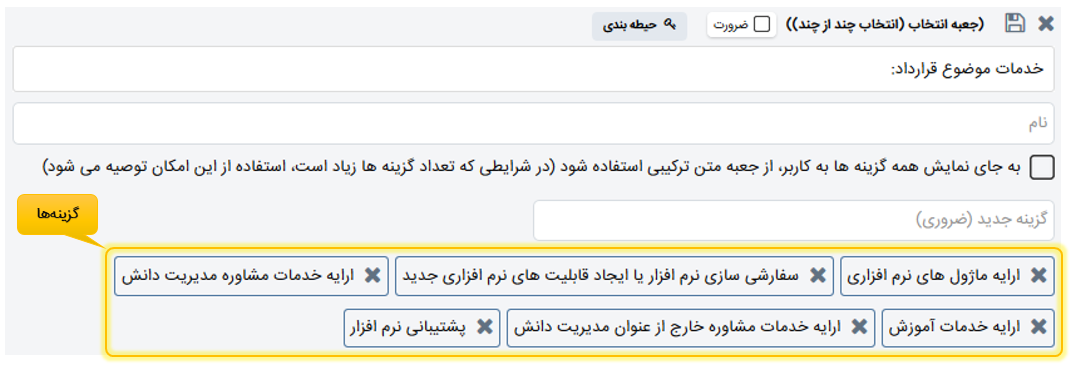 (جعبه انتخاب (انتخاب چند از چند)) ضرورت حیطه بندی
خدمات موضوع قرارداد:
نام
به جای نمایش همه گزینه ها به کاربر، از جعبه متن ترکیبی استفاده شود (در شرایطی که تعداد گزینه ها زیاد است، استفاده از این امکان توصیه می شود)
گزینه‌ها
گزینه جدید (ضروری)
ارایه ماژول های نرم افزاری سفارشی سازی نرم افزار یا ایجاد قابلیت های نرم افزاری جدید ارایه خدمات مشاوره مدیریت دانش
ارایه خدمات آموزش ارایه خدمات مشاوره خارج از عنوان مدیریت دانش پشتیبانی نرم افزار